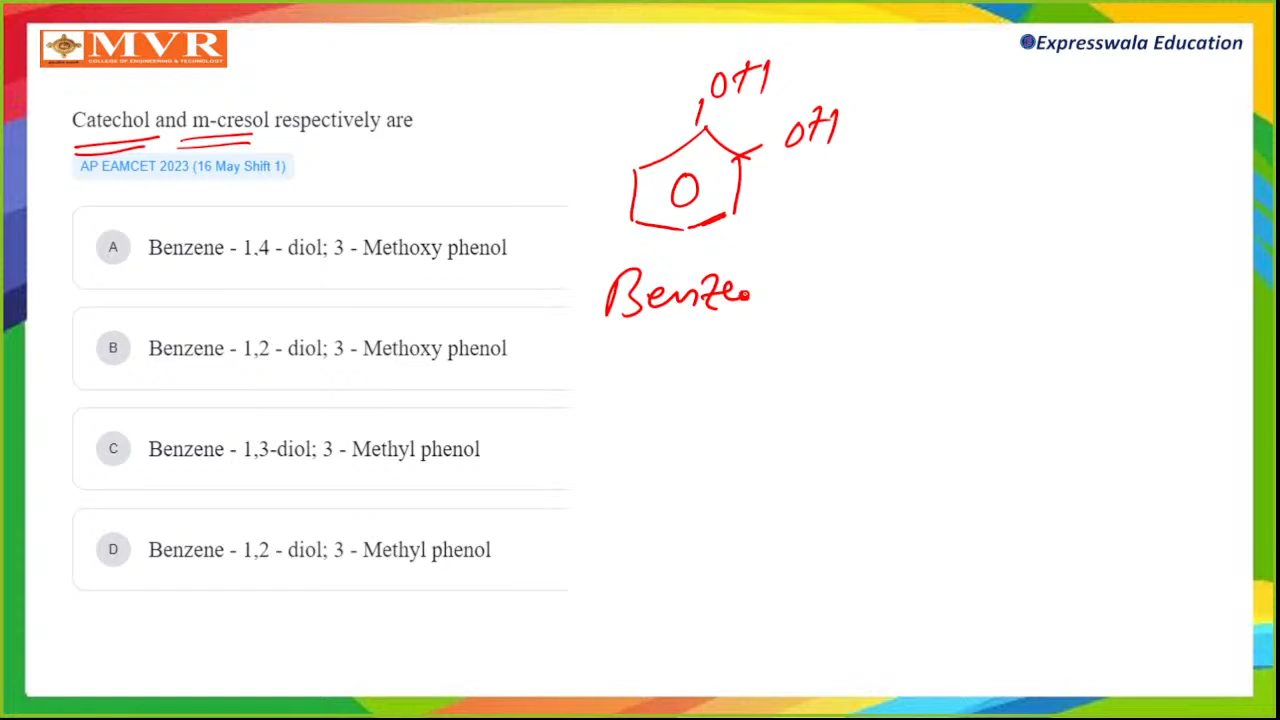 MVR
COLLEGE OF ENGINEERING & TECHNOLOGY
Expresswala Education
Catechol and m-cresol respectively are
AP EAMCET 2023 (16 May Shift 1)
A Benzene - 1,4 - diol; 3 - Methoxy phenol
B Benzene - 1,2 - diol; 3 - Methoxy phenol
C Benzene - 1,3-diol; 3 - Methyl phenol
D Benzene - 1,2 - diol; 3 - Methyl phenol
OH
OH
Benze